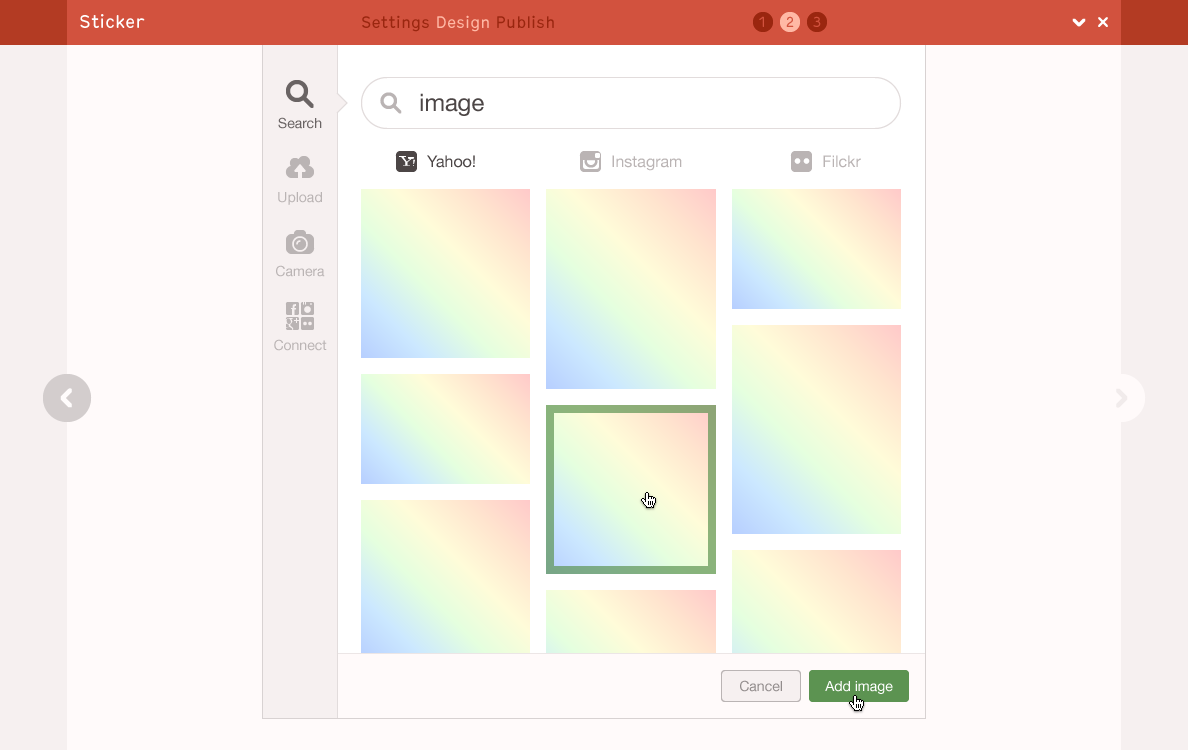 Sticker
Settings Design Publish
1 2 3
Search
Upload
Camera
Connect
image
Yahoo!
Instagram
Filckr
Cancel
Add image